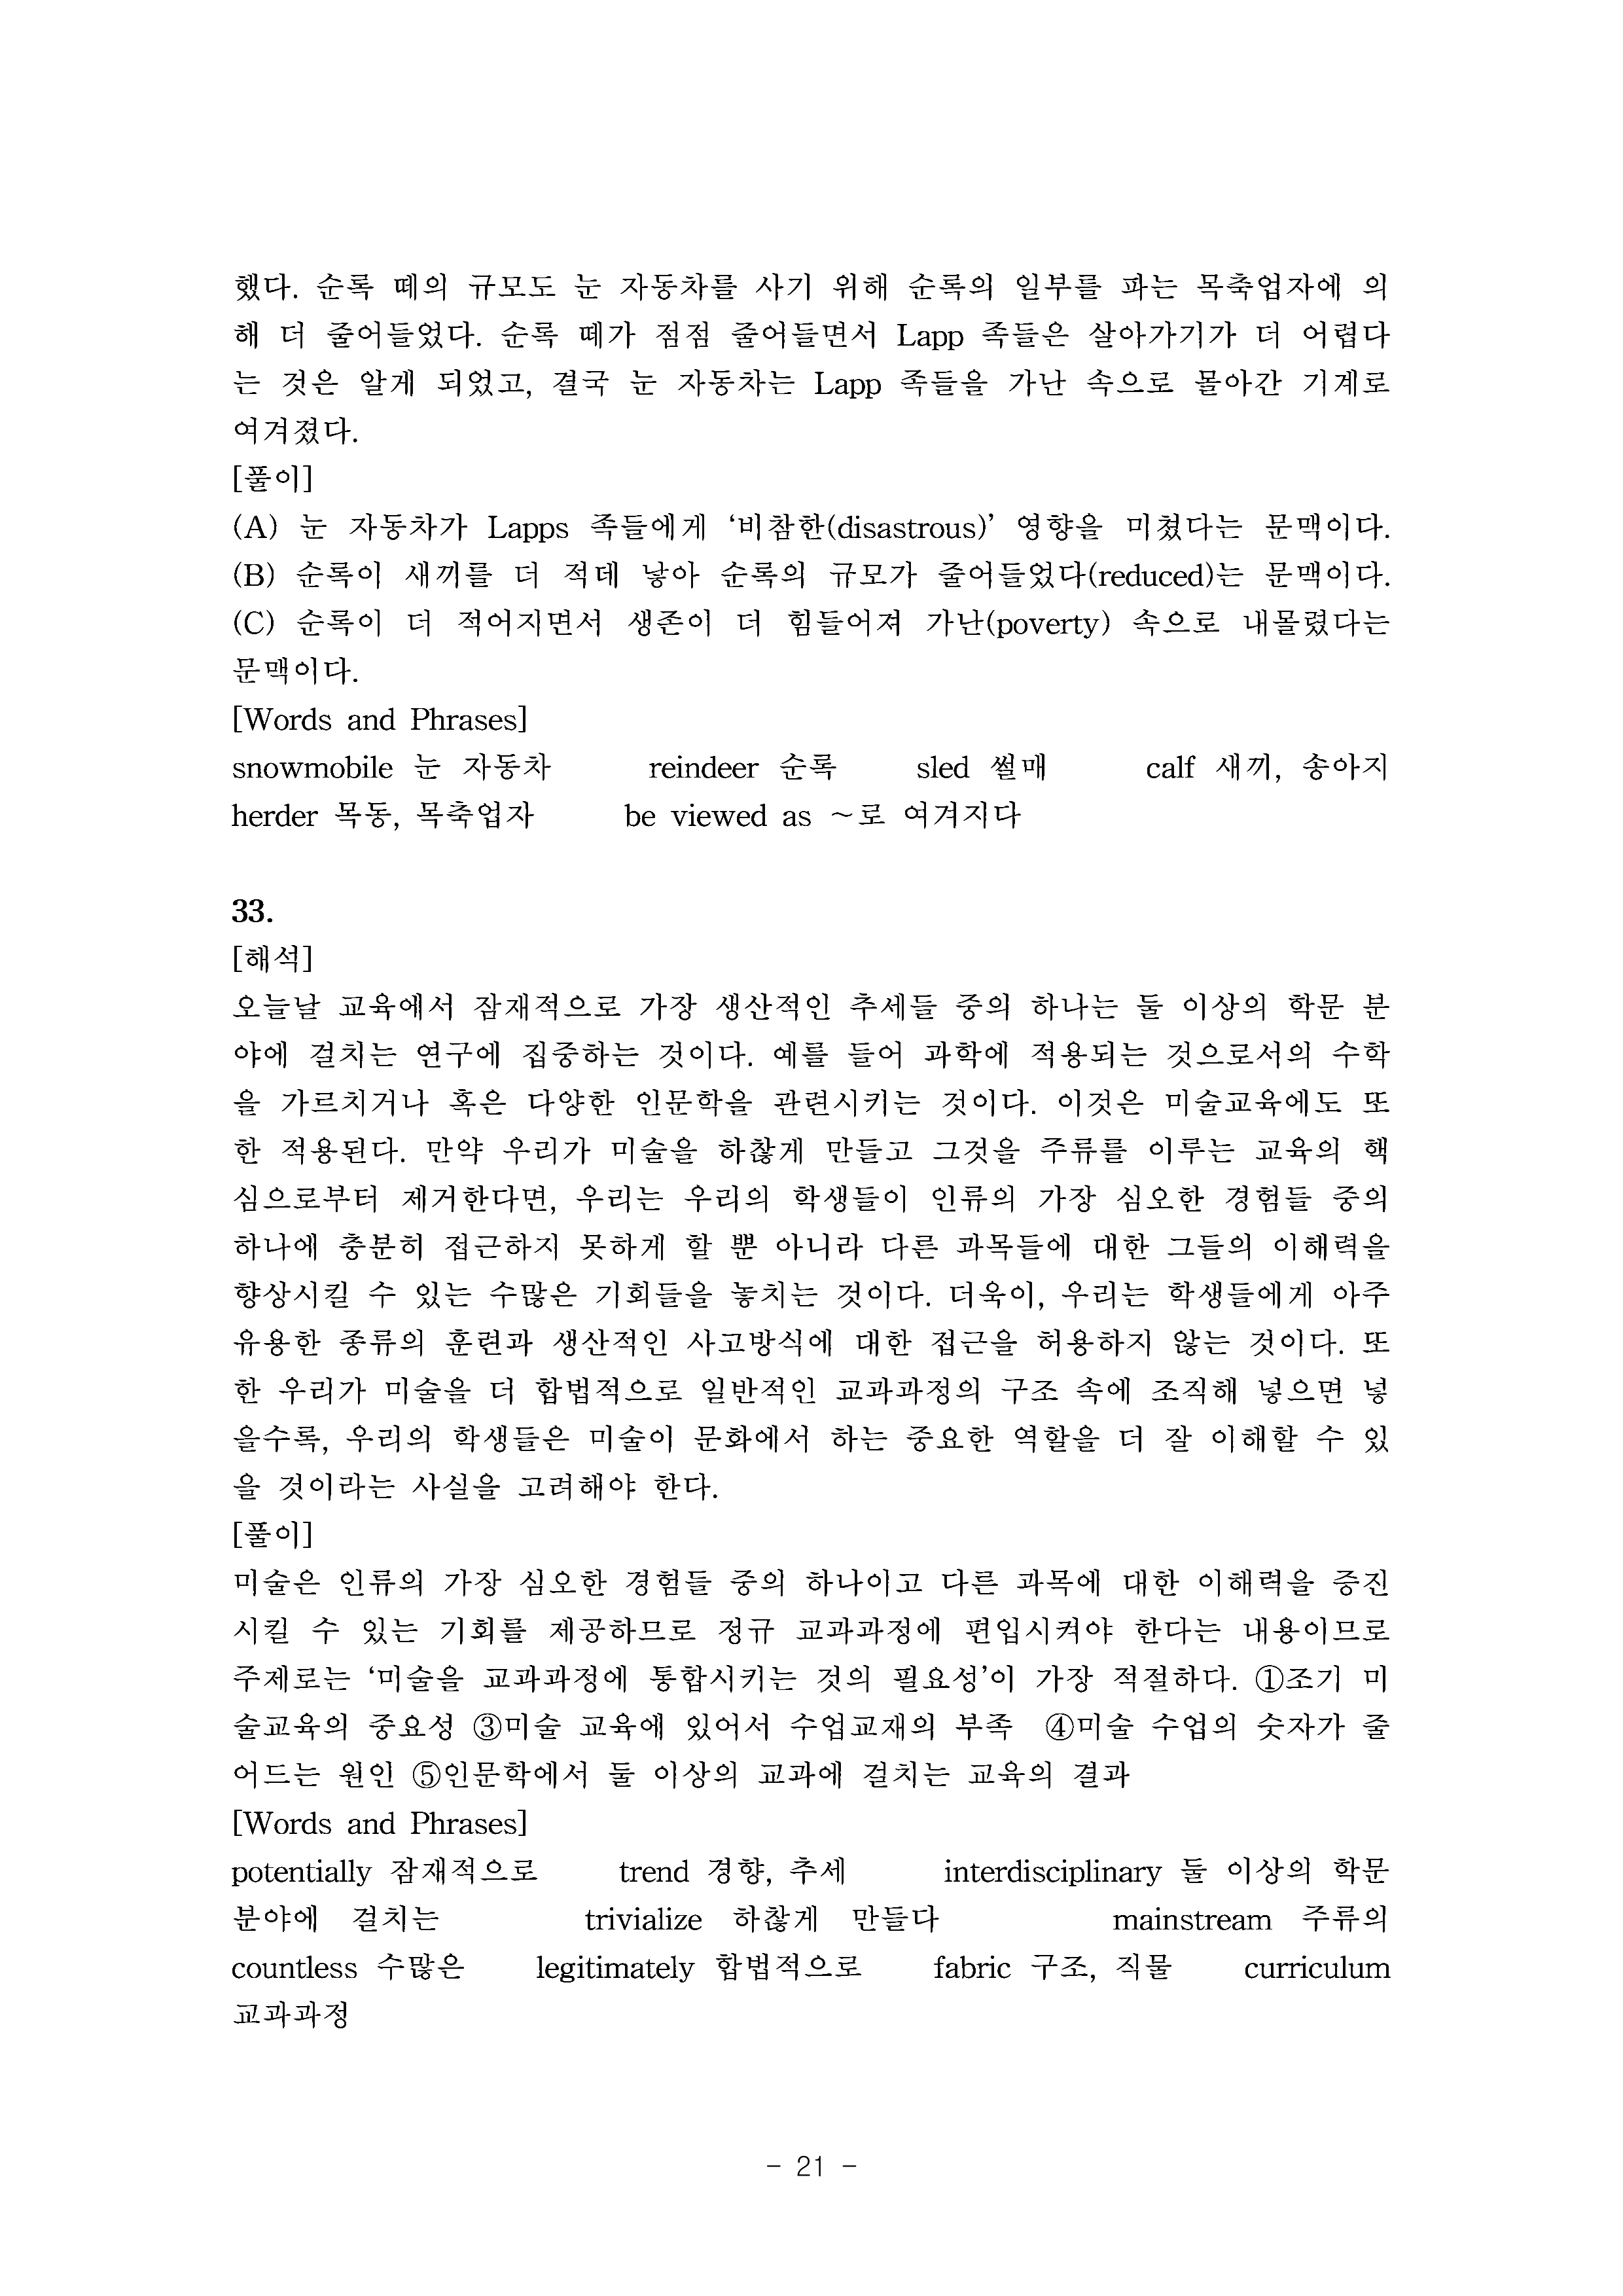 했다. 순록 떼의 규모도 눈 자동차를 사기 위해 순록의 일부를 파는 목축업자에 의
해 더 줄어들었다. 순록 떼가 점점 줄어들면서 Lapp 족들은 살아가기가 더 어렵다
는 것은 알게 되었고, 결국 눈 자동차는 Lapp 족들을 가난 속으로 몰아간 기계로
여겨졌다.
[풀이]
(A) 눈 자동차가 Lapps 족들에게 ‘비참한(disastrous)’ 영향을 미쳤다는 문맥이다.
(B) 순록이 새끼를 더 적데 낳아 순록의 규모가 줄어들었다(reduced)는 문맥이다.
(C) 순록이 더 적어지면서 생존이 더 힘들어져 가난(poverty) 속으로 내몰렸다는
문맥이다.
[Words and Phrases]
snowmobile 눈 자동차 reindeer 순록 sled 썰매 calf 새끼, 송아지
herder 목동, 목축업자 be viewed as ~로 여겨지다
33.
[해석]
오늘날 교육에서 잠재적으로 가장 생산적인 추세들 중의 하나는 둘 이상의 학문 분
야에 걸치는 연구에 집중하는 것이다. 예를 들어 과학에 적용되는 것으로서의 수학
을 가르치거나 혹은 다양한 인문학을 관련시키는 것이다. 이것은 미술교육에도 또
한 적용된다. 만약 우리가 미술을 하찮게 만들고 그것을 주류를 이루는 교육의 핵
심으로부터 제거한다면, 우리는 우리의 학생들이 인류의 가장 심오한 경험들 중의
하나에 충분히 접근하지 못하게 할 뿐 아니라 다른 과목들에 대한 그들의 이해력을
향상시킬 수 있는 수많은 기회들을 놓치는 것이다. 더욱이, 우리는 학생들에게 아주
유용한 종류의 훈련과 생산적인 사고방식에 대한 접근을 허용하지 않는 것이다. 또
한 우리가 미술을 더 합법적으로 일반적인 교과과정의 구조 속에 조직해 넣으면 넣
을수록, 우리의 학생들은 미술이 문화에서 하는 중요한 역할을 더 잘 이해할 수 있
을 것이라는 사실을 고려해야 한다.
[풀이]
미술은 인류의 가장 심오한 경험들 중의 하나이고 다른 과목에 대한 이해력을 증진
시킬 수 있는 기회를 제공하므로 정규 교과과정에 편입시켜야 한다는 내용이므로
주제로는 ‘미술을 교과과정에 통합시키는 것의 필요성’이 가장 적절하다. ①조기 미
술교육의 중요성 ③미술 교육에 있어서 수업교재의 부족 ④미술 수업의 숫자가 줄
어드는 원인 ⑤인문학에서 둘 이상의 교과에 걸치는 교육의 결과
[Words and Phrases]
potentially 잠재적으로 trend 경향, 추세 interdisciplinary 둘 이상의 학문
분야에 걸치는 trivialize 하찮게 만들다 mainstream 주류의
countless 수많은 legitimately 합법적으로 fabric 구조, 직물 curriculum
교과과정
- 21 -